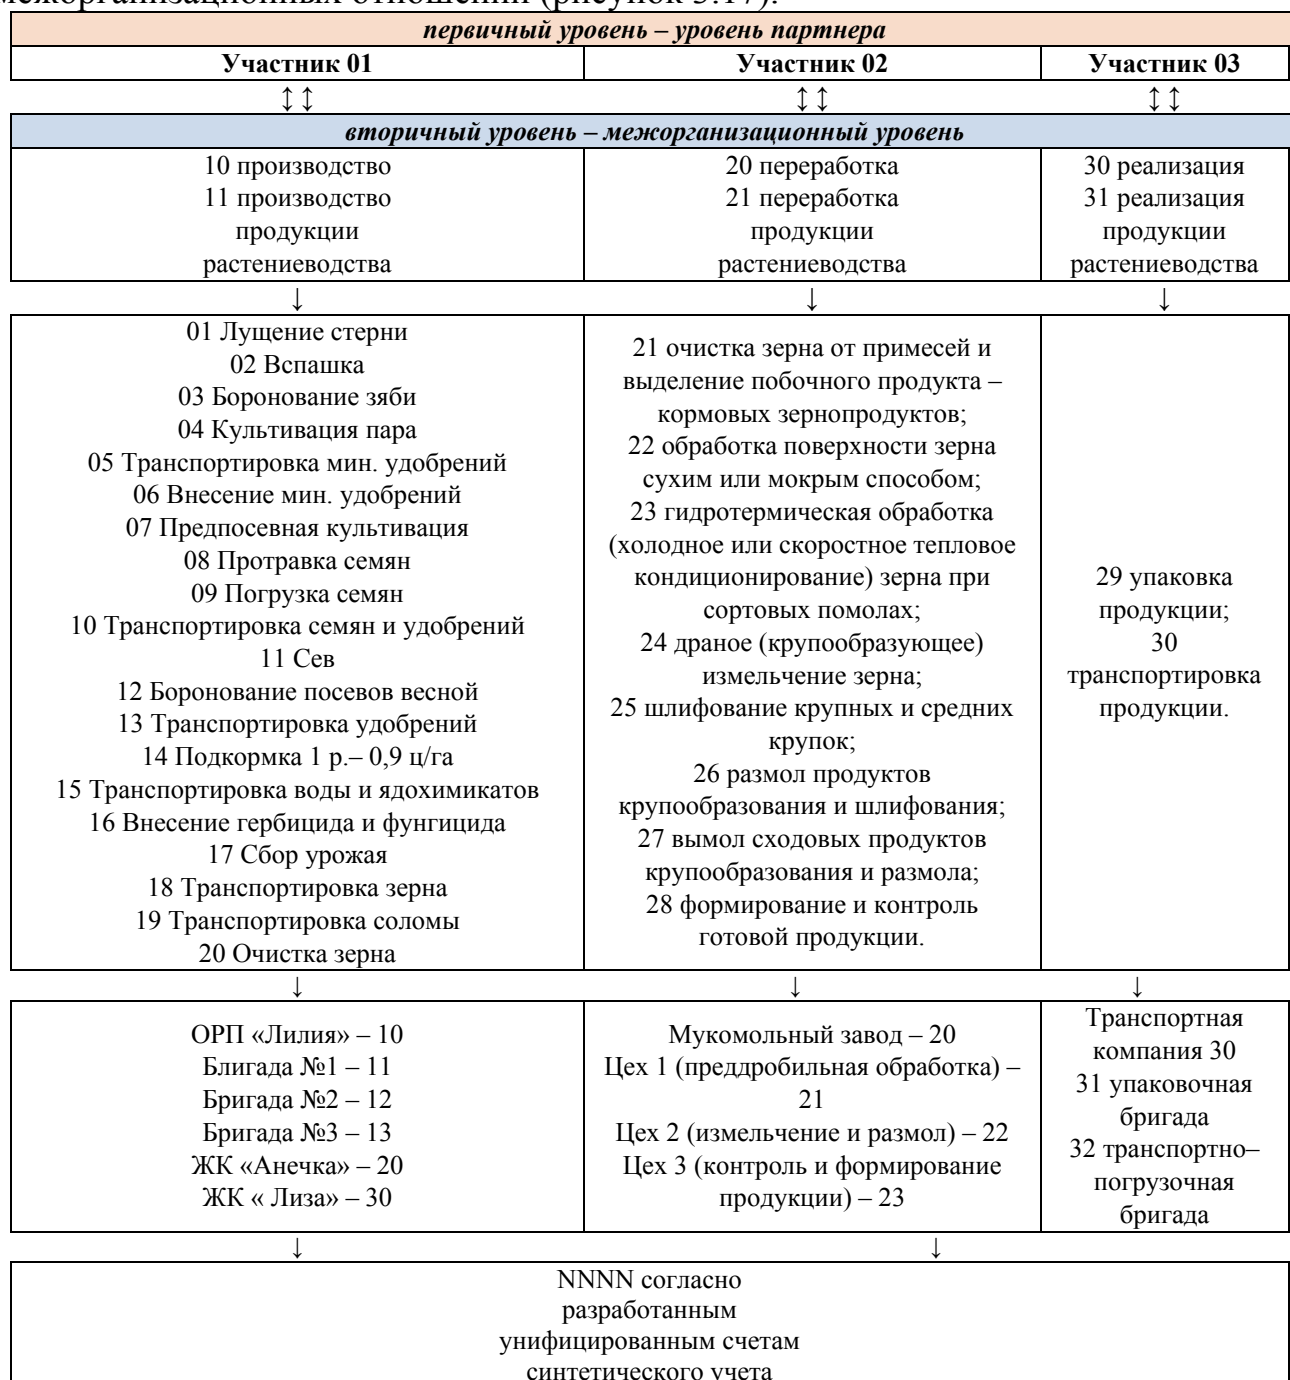 межорганизационных отношений (рисунок 3.17).
первичный уровень – уровень партнера
Участник 01
Участник 02
Участник 03
↕ ↕
↕ ↕
↕ ↕
вторичный уровень – межорганизационный уровень
10 производство
11 производство
продукции
растениеводства
20 переработка
21 переработка
продукции
растениеводства
30 реализация
31 реализация
продукции
растениеводства
↓
↓
↓
01 Лущение стерни
02 Вспашка
03 Боронование зяби
04 Культивация пара
05 Транспортировка мин. удобрений
06 Внесение мин. удобрений
07 Предпосевная культивация
08 Протравка семян
09 Погрузка семян
10 Транспортировка семян и удобрений
11 Сев
12 Боронование посевов весной
13 Транспортировка удобрений
14 Подкормка 1 р.– 0,9 ц/га
15 Транспортировка воды и ядохимикатов
16 Внесение гербицида и фунгицида
17 Сбор урожая
18 Транспортировка зерна
19 Транспортировка соломы
20 Очистка зерна
21 очистка зерна от примесей и
выделение побочного продукта –
кормовых зернопродуктов;
22 обработка поверхности зерна
сухим или мокрым способом;
23 гидротермическая обработка
(холодное или скоростное тепловое
кондиционирование) зерна при
сортовых помолах;
24 драное (крупообразующее)
измельчение зерна;
25 шлифование крупных и средних
крупок;
26 размол продуктов
крупообразования и шлифования;
27 вымол сходовых продуктов
крупообразования и размола;
28 формирование и контроль
готовой продукции.
29 упаковка
продукции;
30
транспортировка
продукции.
↓
↓
↓
ОРП «Лилия» – 10
Блигада №1 – 11
Бригада №2 – 12
Бригада №3 – 13
ЖК «Анечка» – 20
ЖК « Лиза» – 30
Мукомольный завод – 20
Цех 1 (преддробильная обработка) –
21
Цех 2 (измельчение и размол) – 22
Цех 3 (контроль и формирование
продукции) – 23
Транспортная
компания 30
31 упаковочная
бригада
32 транспортно–
погрузочная
бригада
↓
↓
NNNN согласно
разработанным
унифицированным счетам
синтетического учета